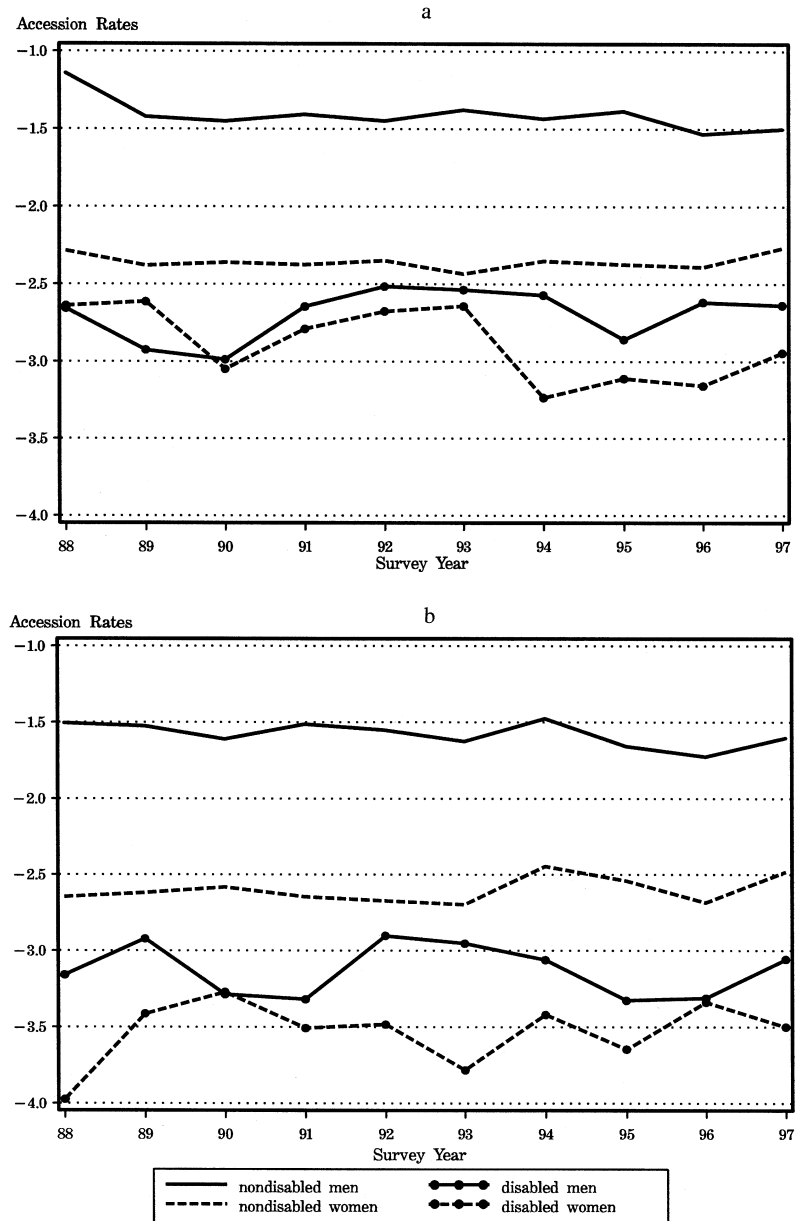 a
Accession Rates
−1.0
−1.5
−2.0
−2.5
−3.0
−3.5
−4.0
88 89 90 91 92 93 94 95 96 97
Survey Year
b
Accession Rates
−1.0
−1.5
−2.0
−2.5
−3.0
−3.5
−4.0
88 89 90 91 92 93 94 95 96 97
Survey Year
nondisabled men disabled men
nondisabled women disabled women